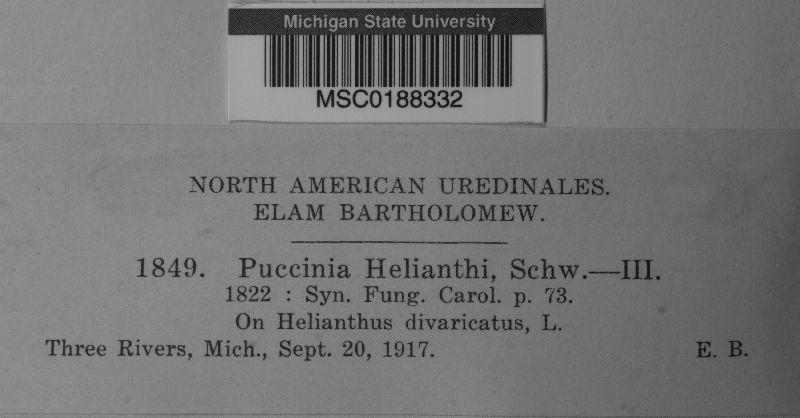 Michigan State University
MSC0188332
NORTH AMERICAN UREDINALES.
ELAM BARTHOLOMEW.
1849. Puccinia Helianthi, Schw.—III.
1822 : Syn. Fung. Carol. p. 73.
On Helianthus divaricatus, L.
Three Rivers, Mich., Sept. 20, 1917. E. B.